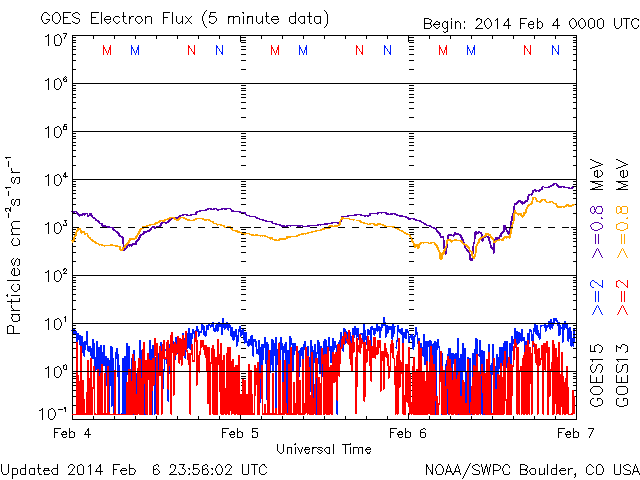 GOES Electron Flux (5 minute data)
Begin: 2014 Feb 4 0000 UTC
10⁷
M M N N M M N N M M N N
10⁶
10⁵
10⁴
10³
10²
10¹
10⁰
10⁻¹
Particles cm⁻²s⁻¹sr⁻¹
Feb 4 Feb 5 Feb 6 Feb 7
Universal Time
GOES15 >=2 >=0.8 MeV
GOES13 >=2 >=0.8 MeV
Updated 2014 Feb 6 23:56:02 UTC
NOAA/SWPC Boulder, CO USA